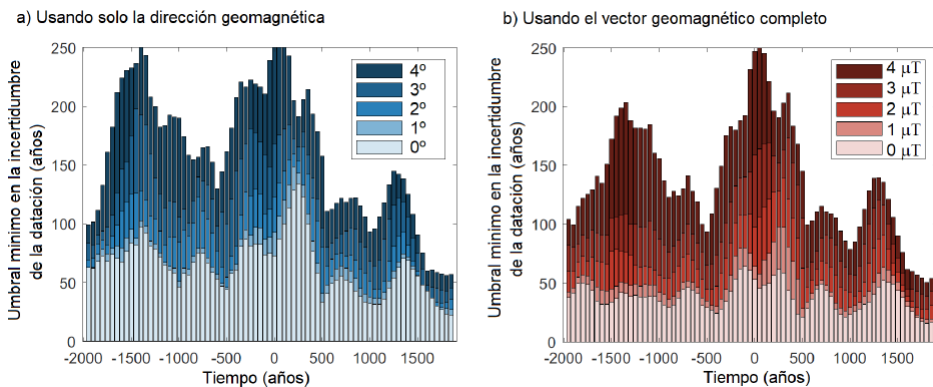 a) Usando solo la dirección geomagnética
Umbral minimo en la incertidumbre
de la datación (años)
250
200
150
100
50
0
4º
3º
2º
1º
0º
-2000 -1500 -1000 -500 0 500 1000 1500
Tiempo (años)
b) Usando el vector geomagnético completo
Umbral minimo en la incertidumbre
de la datación (años)
250
200
150
100
50
0
4 μT
3 μT
2 μT
1 μT
0 μT
-2000 -1500 -1000 -500 0 500 1000 1500
Tiempo (años)